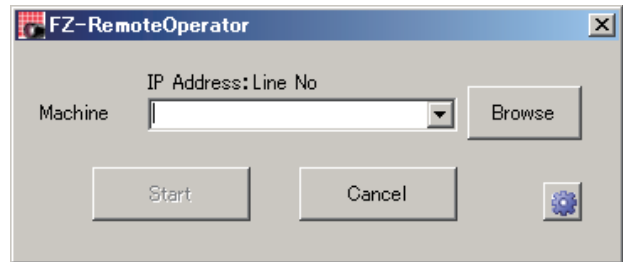 FZ-RemoteOperator
IP Address:Line No
Machine
Browse
Start
Cancel